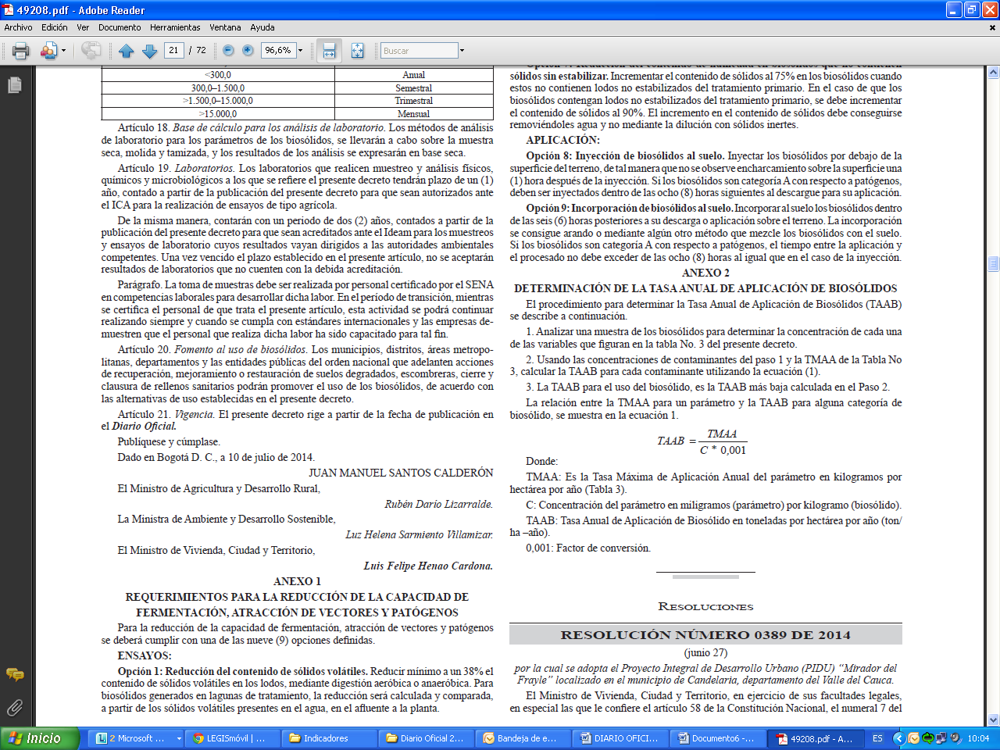 49208.pdf - Adobe Reader
Archivo Edición Ver Documento Herramientas Ventana Ayuda
21 / 72 96,6% Buscar
<300,0 Anual
300,0–1.500,0 Semestral
>1.500,0–15.000,0 Trimestral
>15.000,0 Mensual
Artículo 18. Base de cálculo para los análisis de laboratorio. Los métodos de análisis
de laboratorio para los parámetros de los biosólidos, se llevarán a cabo sobre la muestra
seca, molida y tamizada, y los resultados de los análisis se expresarán en base seca.
Artículo 19. Laboratorios. Los laboratorios que realicen muestreo y análisis físicos,
químicos y microbiológicos a los que se refiere el presente decreto tendrán plazo de un (1)
año, contado a partir de la publicación del presente decreto para que sean autorizados ante
el ICA para la realización de ensayos de tipo agrícola.
De la misma manera, contarán con un periodo de dos (2) años, contados a partir de la
publicación del presente decreto para que sean acreditados ante el Ideam para los muestreos
y ensayos de laboratorio cuyos resultados vayan dirigidos a las autoridades ambientales
competentes. Una vez vencido el plazo establecido en el presente artículo, no se aceptarán
resultados de laboratorios que no cuenten con la debida acreditación.
Parágrafo. La toma de muestras debe ser realizada por personal certificado por el SENA
en competencias laborales para desarrollar dicha labor. En el período de transición, mientras
se certifica el personal de que trata el presente artículo, esta actividad se podrá continuar
realizando siempre y cuando se cumpla con estándares internacionales y las empresas de-
muestren que el personal que realiza dicha labor ha sido capacitado para tal fin.
Artículo 20. Fomento al uso de biosólidos. Los municipios, distritos, áreas metropo-
litanas, departamentos y las entidades públicas del orden nacional que adelanten acciones
de recuperación, mejoramiento o restauración de suelos degradados, escombreras, cierre y
clausura de rellenos sanitarios podrán promover el uso de los biosólidos, de acuerdo con
las alternativas de uso establecidas en el presente decreto.
Artículo 21. Vigencia. El presente decreto rige a partir de la fecha de publicación en
el Diario Oficial.
Publíquese y cúmplase.
Dado en Bogotá D. C., a 10 de julio de 2014.
JUAN MANUEL SANTOS CALDERÓN
El Ministro de Agricultura y Desarrollo Rural,
Rubén Darío Lizarralde.
La Ministra de Ambiente y Desarrollo Sostenible,
Luz Helena Sarmiento Villamizar.
El Ministro de Vivienda, Ciudad y Territorio,
Luis Felipe Henao Cardona.
ANEXO 1
REQUERIMIENTOS PARA LA REDUCCIÓN DE LA CAPACIDAD DE
FERMENTACIÓN, ATRACCIÓN DE VECTORES Y PATÓGENOS
Para la reducción de la capacidad de fermentación, atracción de vectores y patógenos
se deberá cumplir con una de las nueve (9) opciones definidas.
ENSAYOS:
Opción 1: Reducción del contenido de sólidos volátiles. Reducir mínimo a un 38% el
contenido de sólidos volátiles en los lodos, mediante digestión aeróbica o anaeróbica. Para
biosólidos generados en lagunas de tratamiento, la reducción será calculada y comparada,
a partir de los sólidos volátiles presentes en el agua, en el afluente a la planta.
Opción 7: Reducción del contenido de humedad en biosólidos que no contienen
sólidos sin estabilizar. Incrementar el contenido de sólidos al 75% en los biosólidos cuando
estos no contienen lodos no estabilizados del tratamiento primario. En el caso de que los
biosólidos contengan lodos no estabilizados del tratamiento primario, se debe incrementar
el contenido de sólidos al 90%. El incremento en el contenido de sólidos debe conseguirse
removiéndoles agua y no mediante la dilución con sólidos inertes.
APLICACIÓN:
Opción 8: Inyección de biosólidos al suelo. Inyectar los biosólidos por debajo de la
superficie del terreno, de tal manera que no se observe encharcamiento sobre la superficie una
(1) hora después de la inyección. Si los biosólidos son categoría A con respecto a patógenos,
deben ser inyectados dentro de las ocho (8) horas siguientes al descargue para su aplicación.
Opción 9: Incorporación de biosólidos al suelo. Incorporar al suelo los biosólidos dentro
de las seis (6) horas posteriores a su descarga o aplicación sobre el terreno. La incorporación
se consigue arando o mediante algún otro método que mezcle los biosólidos con el suelo.
Si los biosólidos son categoría A con respecto a patógenos, el tiempo entre la aplicación y
el procesado no debe exceder de las ocho (8) horas al igual que en el caso de la inyección.
ANEXO 2
DETERMINACIÓN DE LA TASA ANUAL DE APLICACIÓN DE BIOSÓLIDOS
El procedimiento para determinar la Tasa Anual de Aplicación de Biosólidos (TAAB)
se describe a continuación.
1. Analizar una muestra de los biosólidos para determinar la concentración de cada una
de las variables que figuran en la tabla No. 3 del presente decreto.
2. Usando las concentraciones de contaminantes del paso 1 y la TMAA de la Tabla No
3, calcular la TAAB para cada contaminante utilizando la ecuación (1).
3. La TAAB para el uso del biosólido, es la TAAB más baja calculada en el Paso 2.
La relación entre la TMAA para un parámetro y la TAAB para alguna categoría de
biosólido, se muestra en la ecuación 1.
TAAB = TMAA / C * 0,001
Donde:
TMAA: Es la Tasa Máxima de Aplicación Anual del parámetro en kilogramos por
hectárea por año (Tabla 3).
C: Concentración del parámetro en miligramos (parámetro) por kilogramo (biosólido).
TAAB: Tasa Anual de Aplicación de Biosólido en toneladas por hectárea por año (ton/
ha –año).
0,001: Factor de conversión.
RESOLUCIONES
RESOLUCIÓN NÚMERO 0389 DE 2014
(junio 27)
por la cual se adopta el Proyecto Integral de Desarrollo Urbano (PIDU) “Mirador del
Frayle” localizado en el municipio de Candelaria, departamento del Valle del Cauca.
El Ministro de Vivienda, Ciudad y Territorio, en ejercicio de sus facultades legales,
en especial las que le confiere el artículo 58 de la Constitución Nacional, el numeral 7 del
Inicio 2 Microsoft ... LEGISmóvil | ... Indicadores Diario Oficial 2... Bandeja de e... DIARIO OFICI... Documento6 -... 49208.pdf - A... ES 10:04